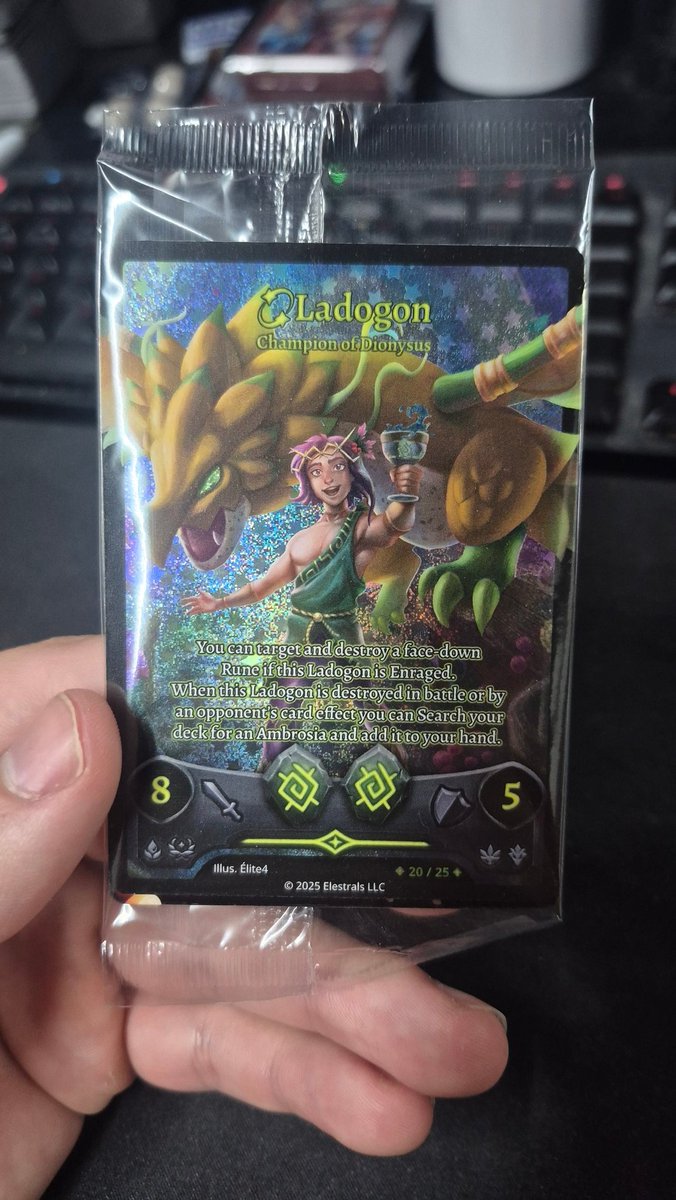 Ladogon
Champion of Dionysus
You can target and destroy a face-down
Rune if this Ladogon is Enraged.
When this Ladogon is destroyed in battle or by
an opponent's card effect you can Search your
deck for an Ambrosia and add it to your hand.
8
5
Illus. Élite4
20 / 25
© 2025 Elestrals LLC